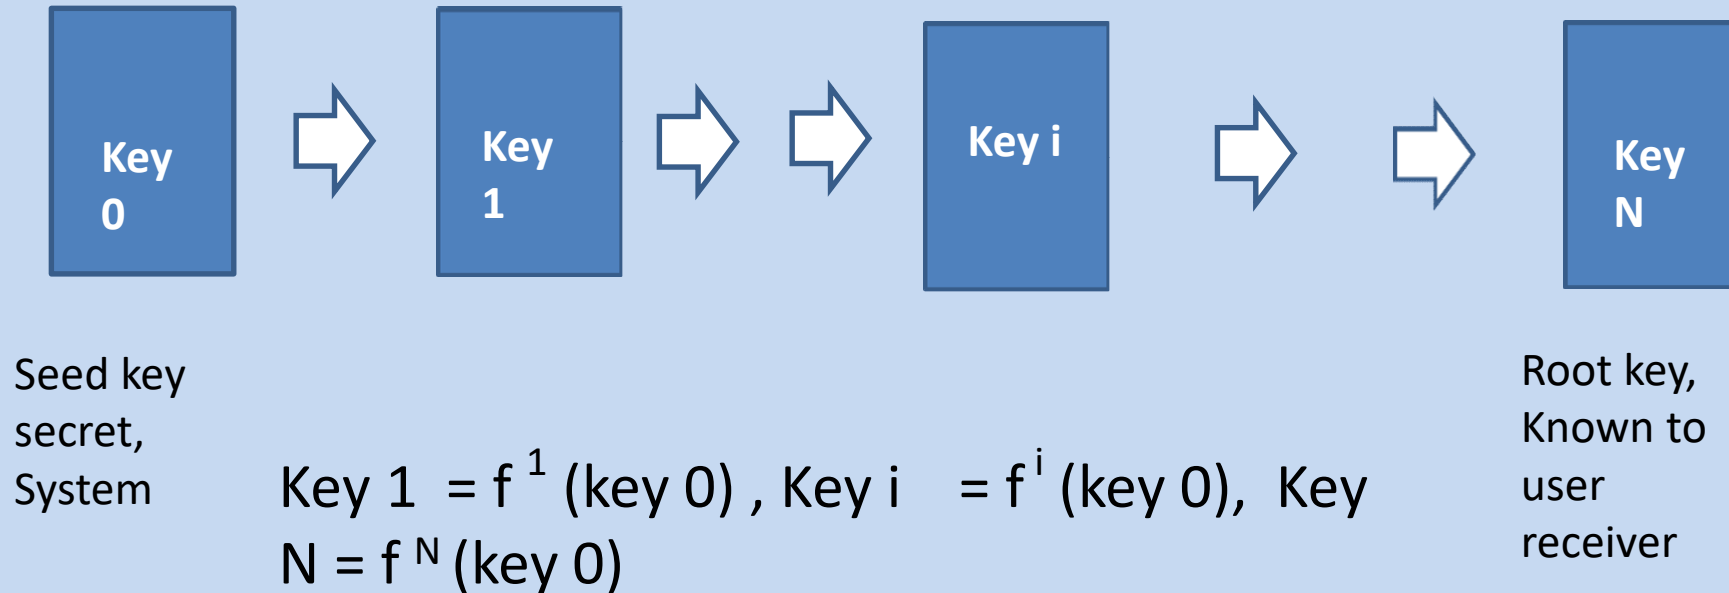 Key
0
Key
1
Key i
Key
N
Seed key
secret,
System
Key 1 = f 1 (key 0) , Key i = f i (key 0), Key
N = f N (key 0)
Root key,
Known to
user
receiver